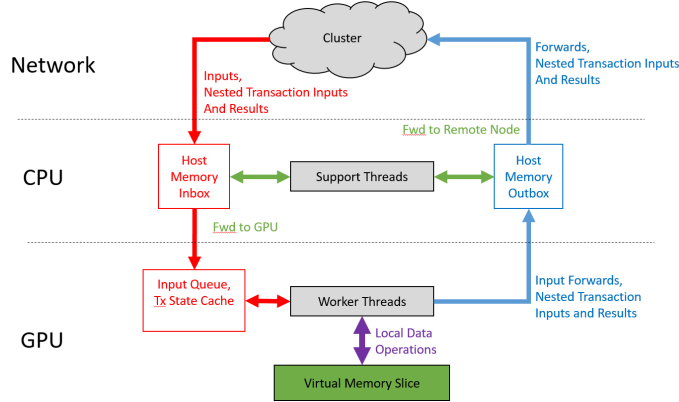 Cluster
Network
Forwards,
Nested Transaction Inputs
And Results
Inputs,
Nested Transaction Inputs
And Results
Fwd to Remote Node
CPU
Host
Memory
Inbox
Support Threads
Host
Memory
Outbox
Fwd to GPU
Input Queue,
Tx State Cache
Worker Threads
Input Forwards,
Nested Transaction
Inputs and Results
GPU
Local Data
Operations
Virtual Memory Slice